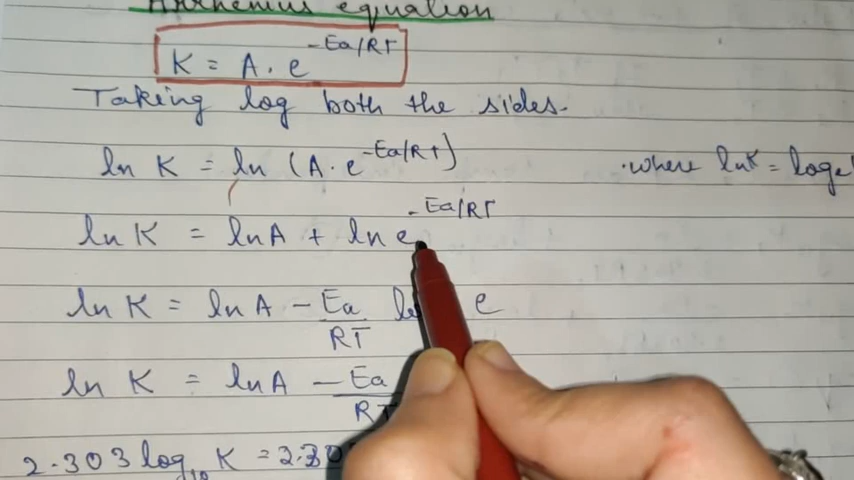 Arrhenius equation
K = A . e^-Ea/RT
Taking log both the sides.
ln K = ln (A . e^-Ea/RT) . where lnK = loge
ln K = ln A + ln e^-Ea/RT
ln K = ln A - Ea/RT e
ln K = ln A - Ea/RT
2.303 log10 K = 2.30